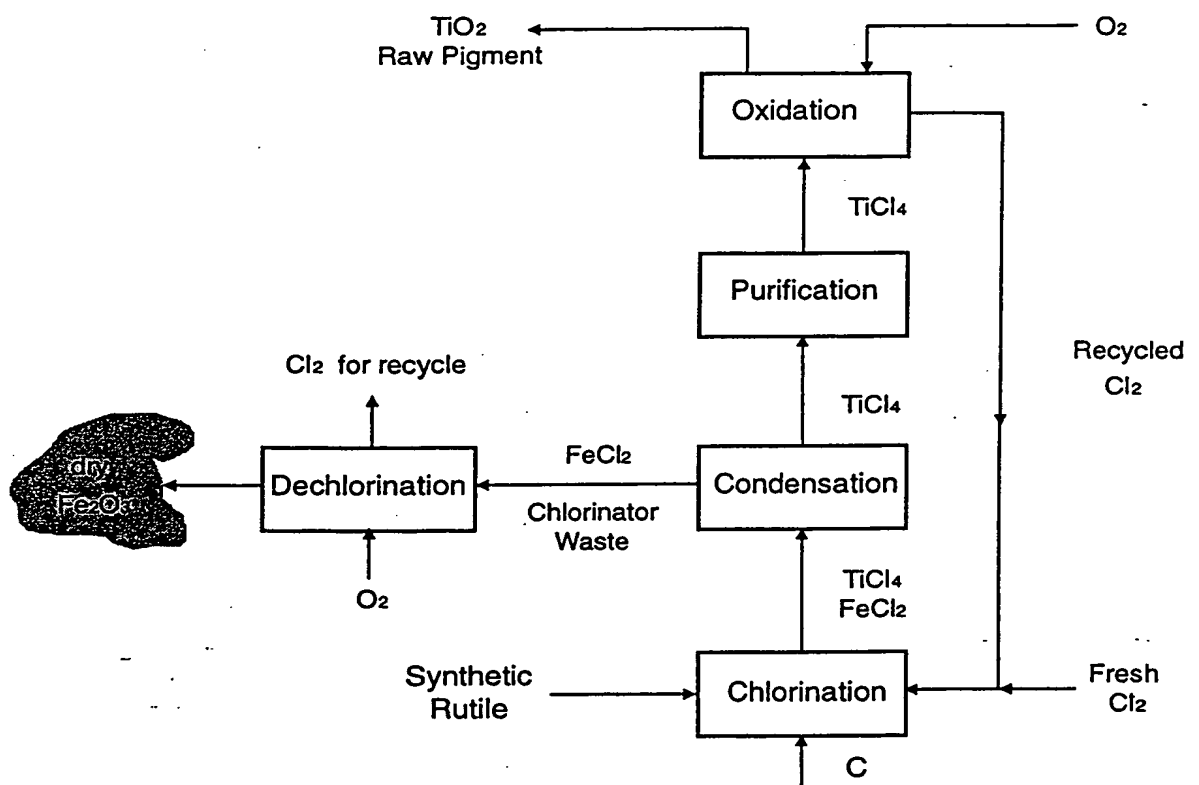 TiO₂
Raw Pigment
O₂
Oxidation
TiCl₄
Purification
Recycled
Cl₂
Cl₂ for recycle
TiCl₄
dry
Fe₂O₃
Dechlorination
FeCl₂
Chlorinator
Waste
Condensation
O₂
TiCl₄
FeCl₂
Synthetic
Rutile
Chlorination
Fresh
Cl₂
C